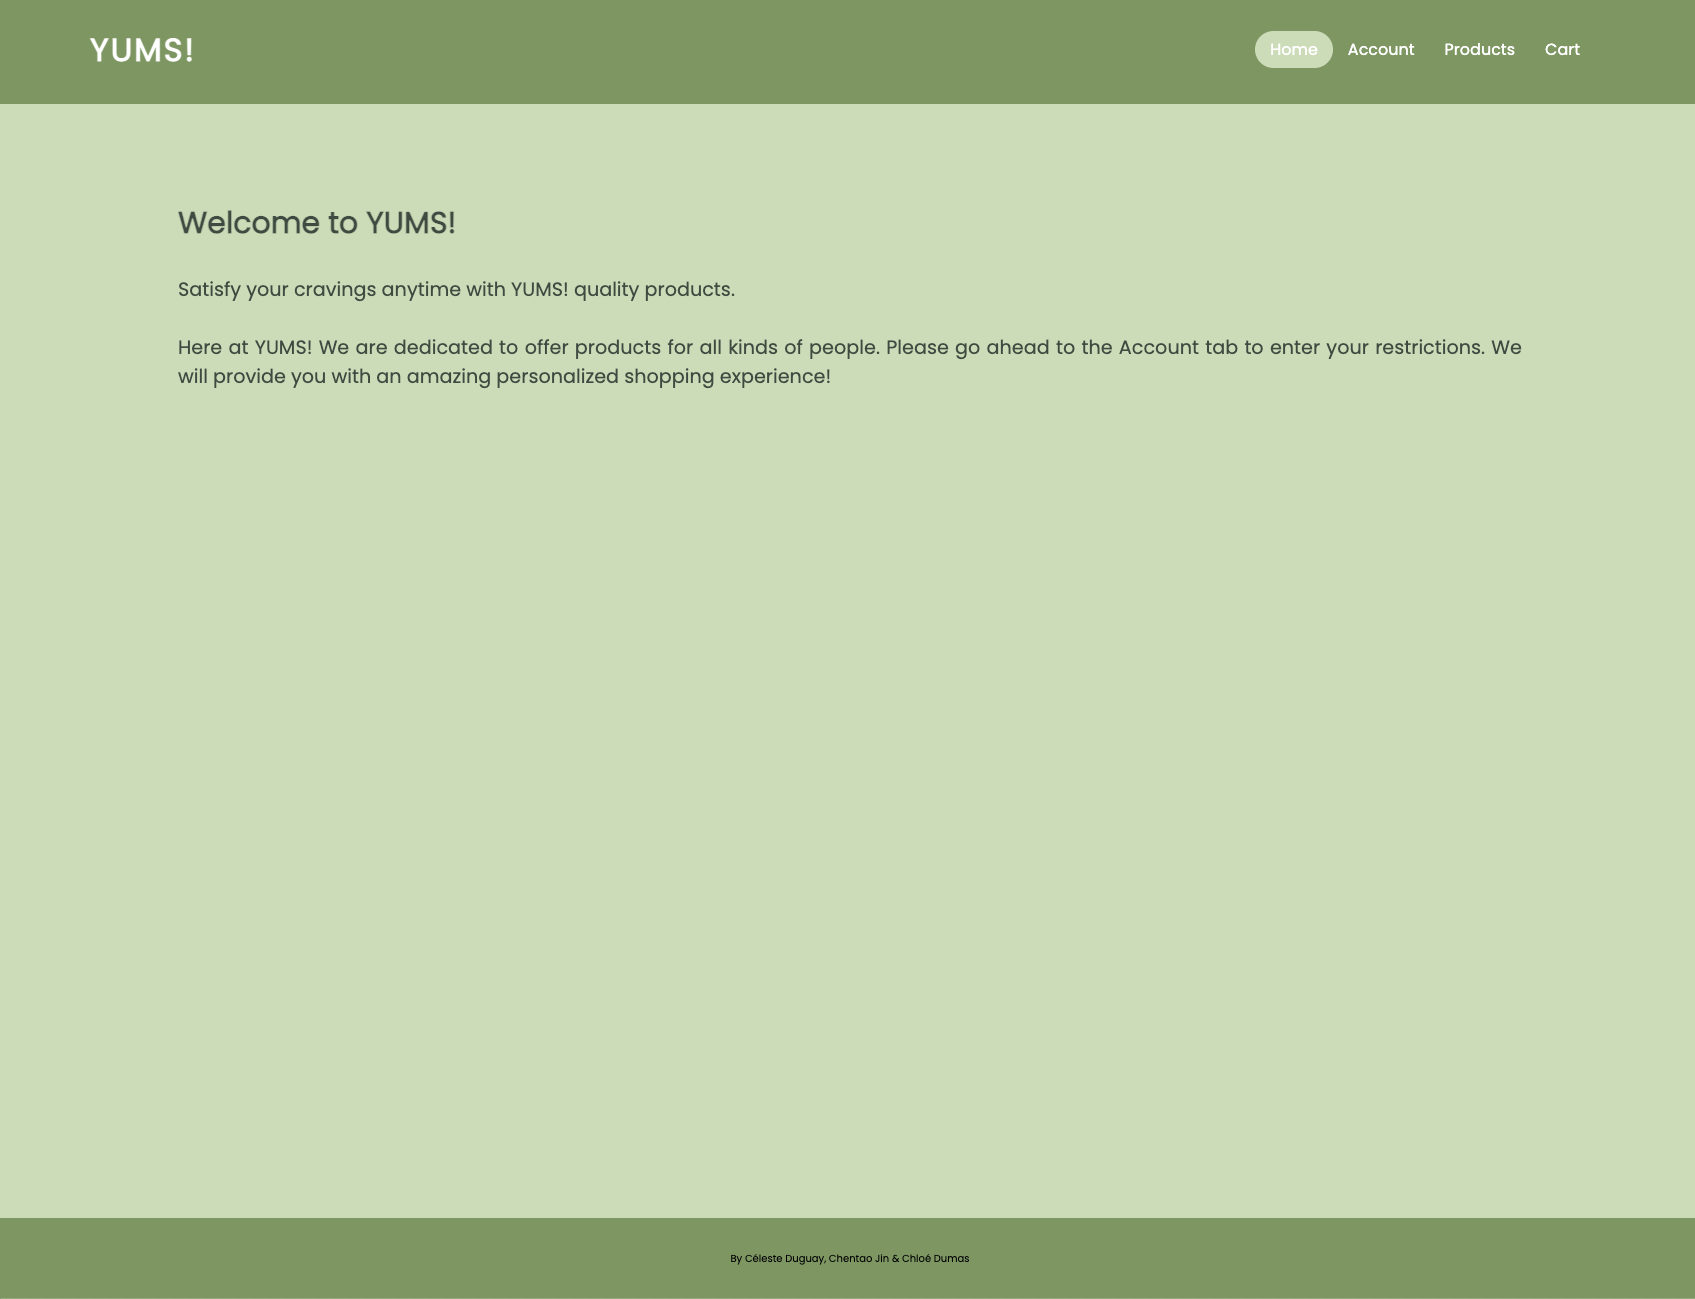 YUMS!
Home
Account
Products
Cart
Welcome to YUMS!
Satisfy your cravings anytime with YUMS! quality products.
Here at YUMS! We are dedicated to offer products for all kinds of people. Please go ahead to the Account tab to enter your restrictions. We
will provide you with an amazing personalized shopping experience!
By Céleste Duguay, Chentao Jin & Chloé Dumas